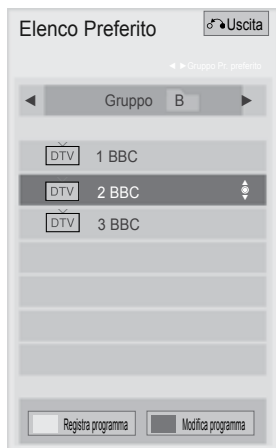 Elenco Preferito
Uscita
◄ ►Gruppo Pr. preferito
◄ Gruppo B ►
DTV 1 BBC
DTV 2 BBC
DTV 3 BBC
Registra programma
Modifica programma